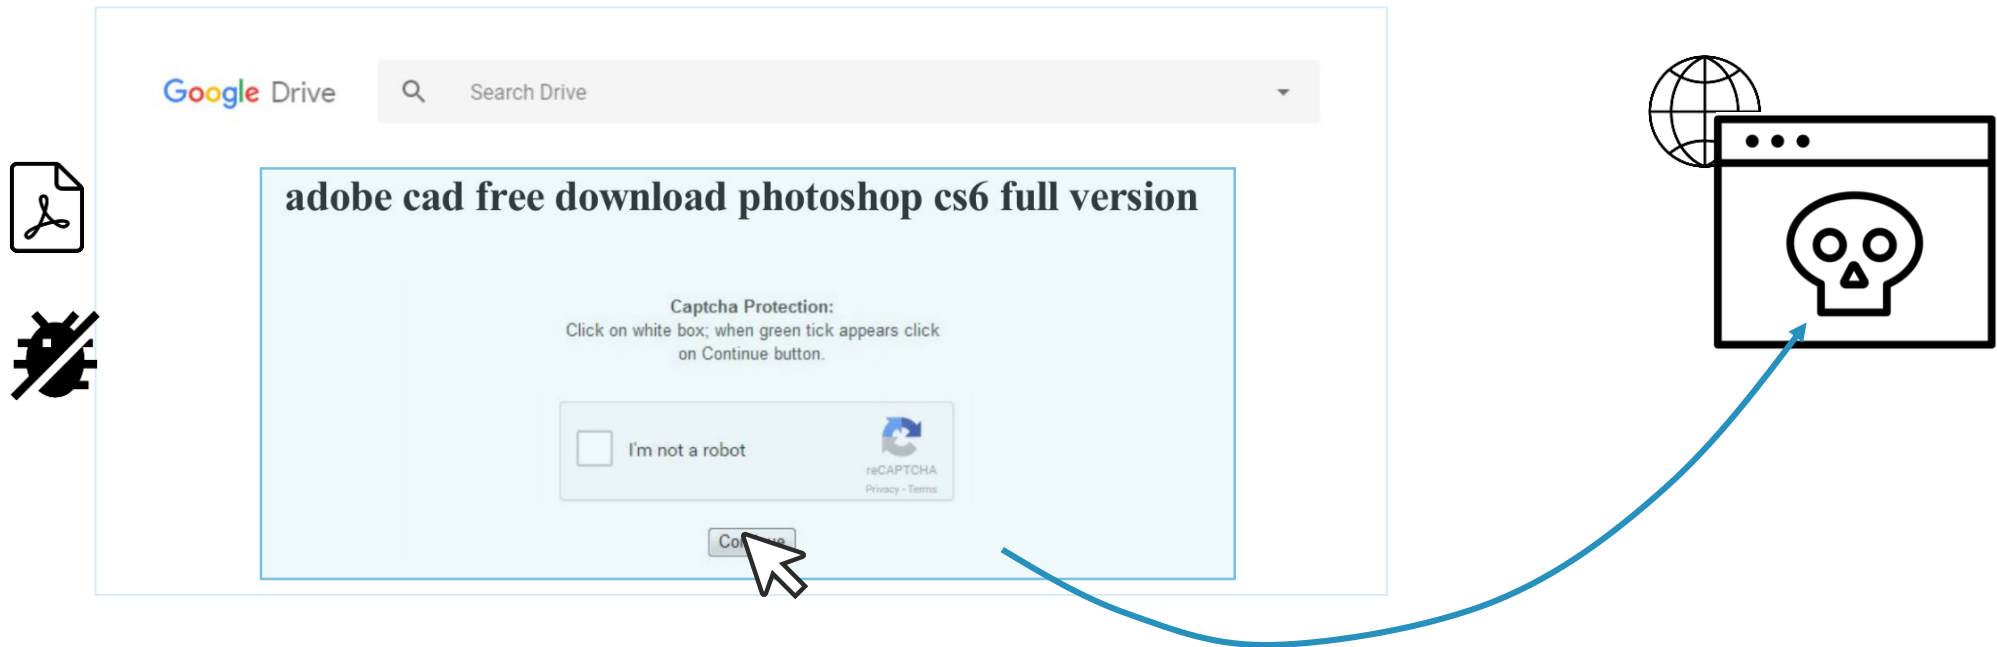 Google Drive
Search Drive
adobe cad free download photoshop cs6 full version
Captcha Protection:
Click on white box; when green tick appears click
on Continue button.
I'm not a robot
reCAPTCHA
Privacy - Terms